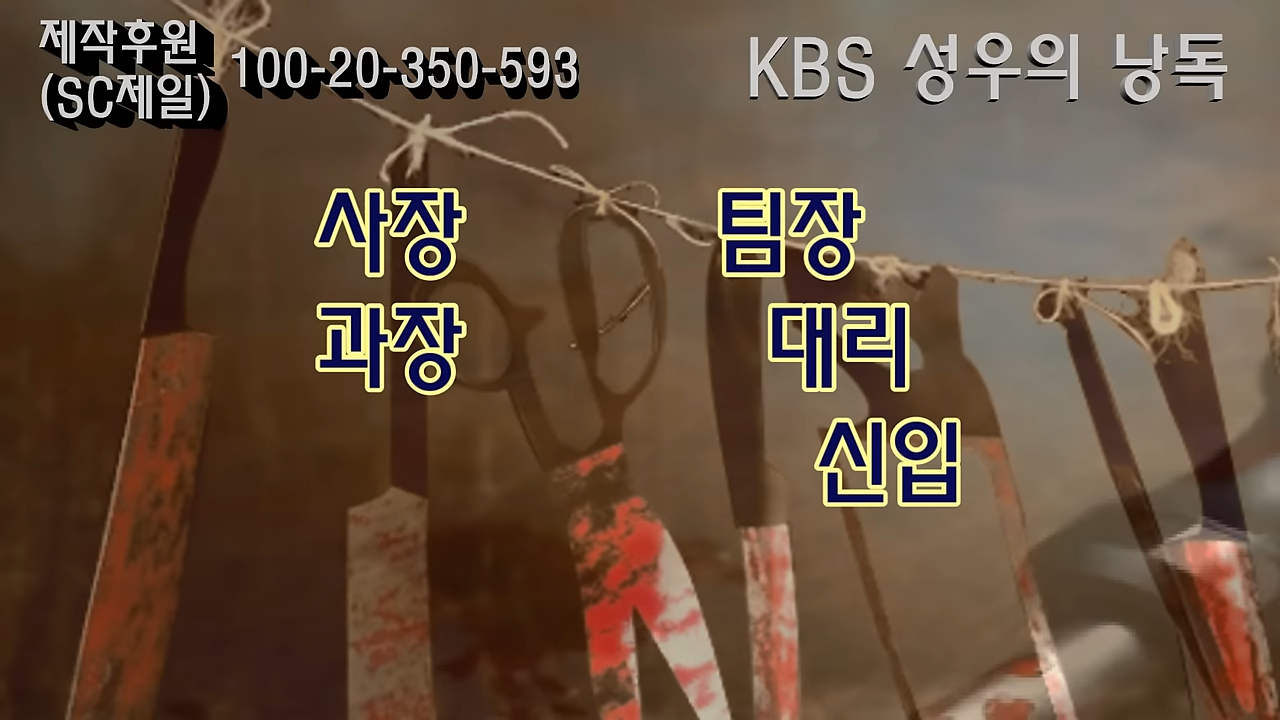 제작후원
(SC제일)
100-20-350-593
KBS 성우의 낭독
사장
팀장
과장
대리
신입